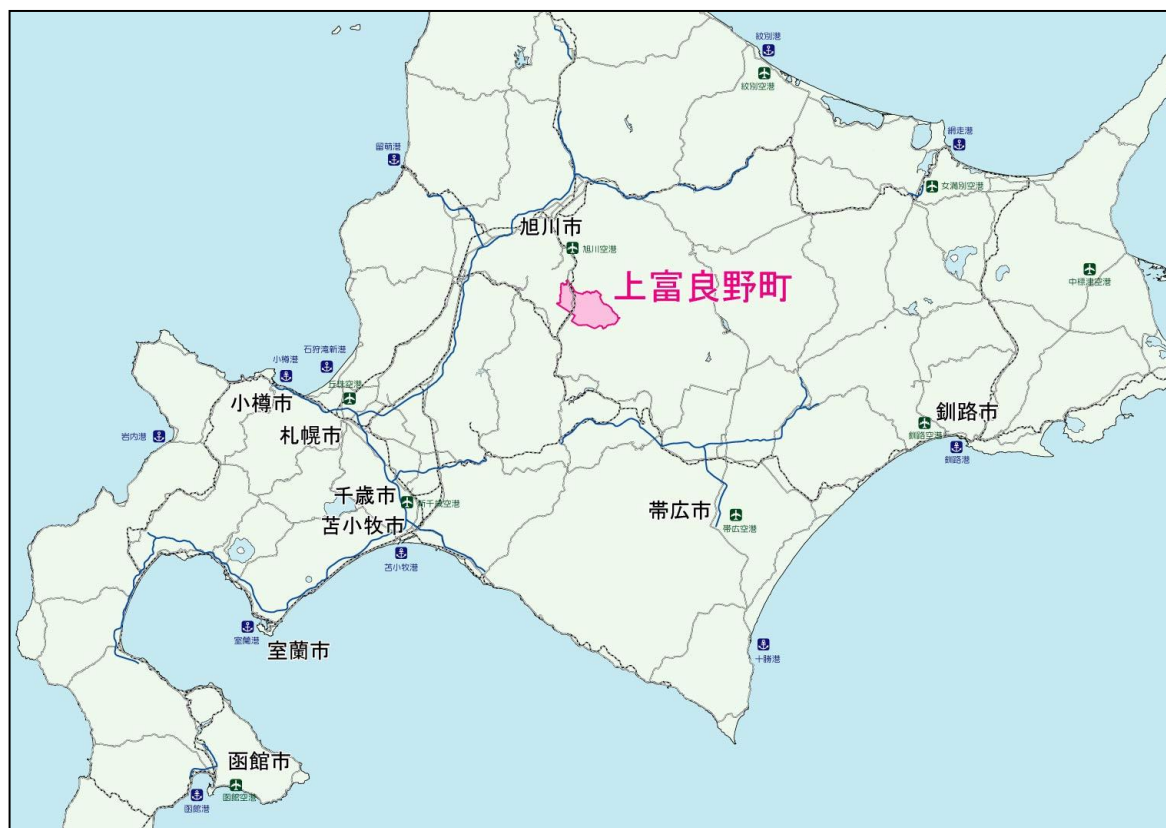 紋別港
紋別空港
網走港
留萌港
女満別空港
旭川市
旭川空港
上富良野町
中標津空港
石狩湾新港
小樽港
丘珠空港
小樽市
札幌市
岩内港
釧路市
釧路空港
釧路港
千歳市
新千歳空港
苫小牧市
帯広市
帯広空港
苫小牧港
室蘭港
室蘭市
十勝港
函館市
函館空港
函館港